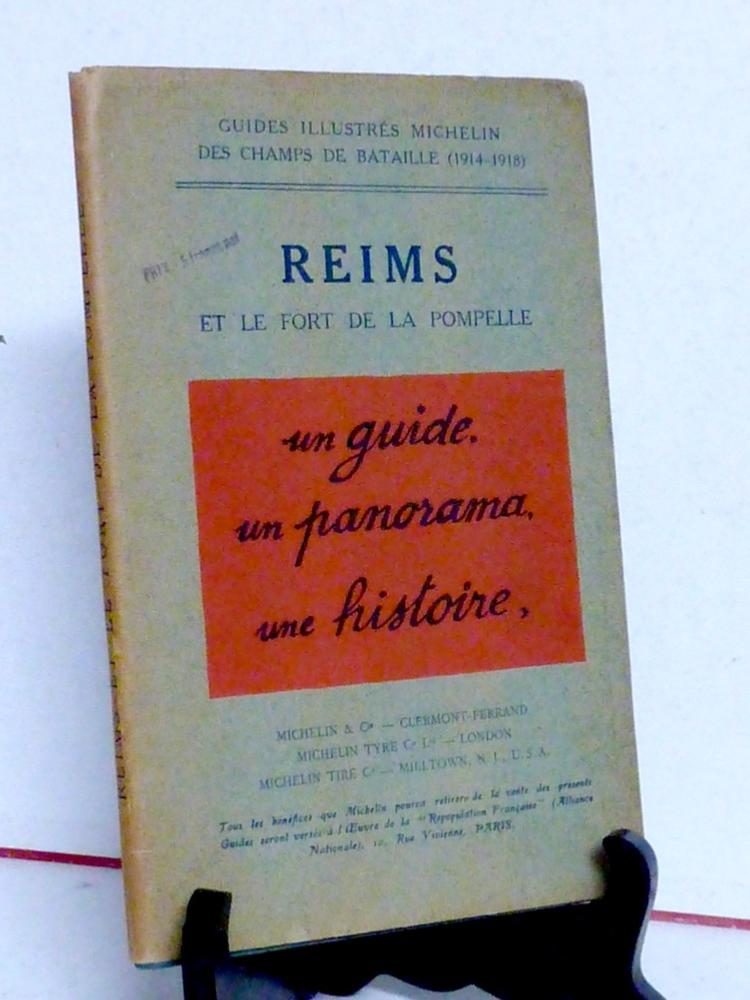 GUIDES ILLUSTRÉS MICHELIN
DES CHAMPS DE BATAILLE (1914-1918)
REIMS
ET LE FORT DE LA POMPELLE
un guide.
un panorama,
une histoire,
MICHELIN & Cie — CLERMONT-FERRAND
MICHELIN TYRE Co Ltd — LONDON
MICHELIN TIRE Co — MILLTOWN, N. J., U. S. A.
Tous les bénéfices que Michelin pourra retirer de la vente des présents
Guides seront versés à l'Œuvre de la "Repopulation Française" (Alliance
Nationale), 10, Rue Vivienne, PARIS.
REIMS ET LE FORT DE LA POMPELLE